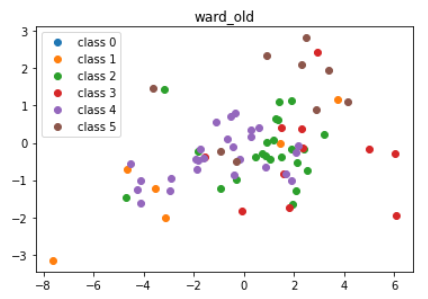 ward_old
3
2
1
0
−1
−2
−3
class 0
class 1
class 2
class 3
class 4
class 5
−8 −6 −4 −2 0 2 4 6